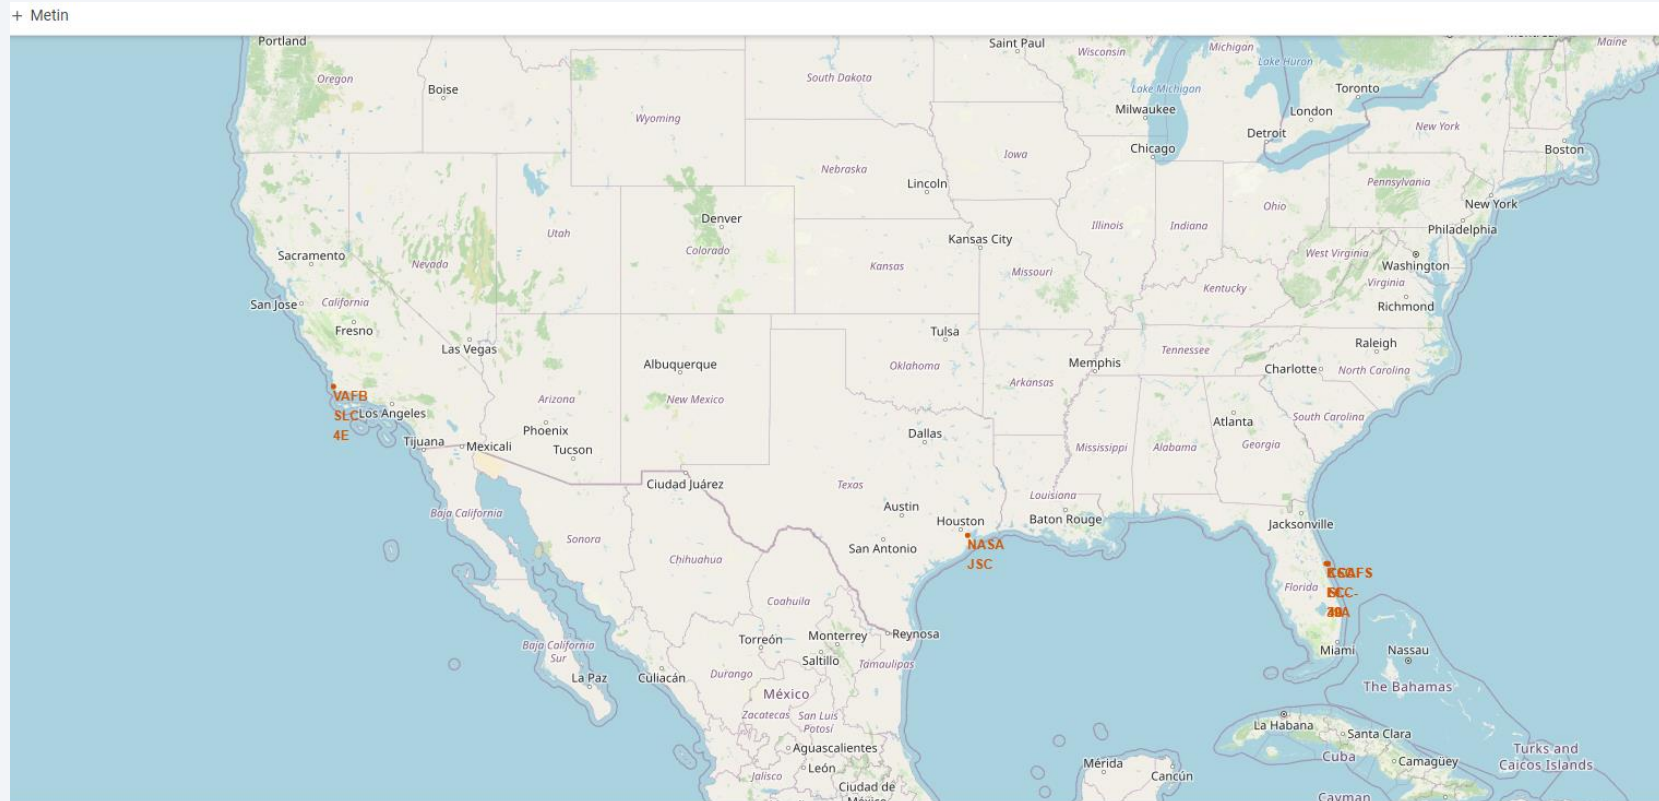 + Metin
Portland
Saint Paul
Wisconsin
Michigan
Maine
Oregon
Boise
South Dakota
Lake Huron
Toronto
Wyoming
Lake Michigan
Milwaukee
London
Detroit
New York
Chicago
Iowa
Boston
Nebraska
Lincoln
Pennsylvania
Denver
Ohio
New York
Utah
Colorado
Illinois
Indiana
Philadelphia
Sacramento
Nevada
Kansas City
Kansas
Missouri
West Virginia
Washington
Virginia
Kentucky
San Jose
California
Richmond
Fresno
Las Vegas
Tulsa
Raleigh
Albuquerque
Oklahoma
Memphis
Tennessee
Charlotte
North Carolina
Arkansas
VAFB
SLC-
4E
Los Angeles
Arizona
New Mexico
South Carolina
Atlanta
Phoenix
Dallas
Georgia
Tijuana
Mexicali
Tucson
Mississippi
Alabama
Ciudad Juárez
Texas
Louisiana
Baja California
Austin
Houston
Baton Rouge
Jacksonville
Sonora
Chihuahua
San Antonio
NASA
JSC
Florida
Coahuila
Torreón
Monterrey
Reynosa
Baja California
Sur
Saltillo
Tamaulipas
Miami
Nassau
La Paz
Culiacán
Durango
México
The Bahamas
Zacatecas
San Luis
Potosí
La Habana
Santa Clara
Aguascalientes
León
Jalisco
Ciudad de
México
Mérida
Cancún
Cuba
Camagüey
Turks and
Caicos Islands
Cayman